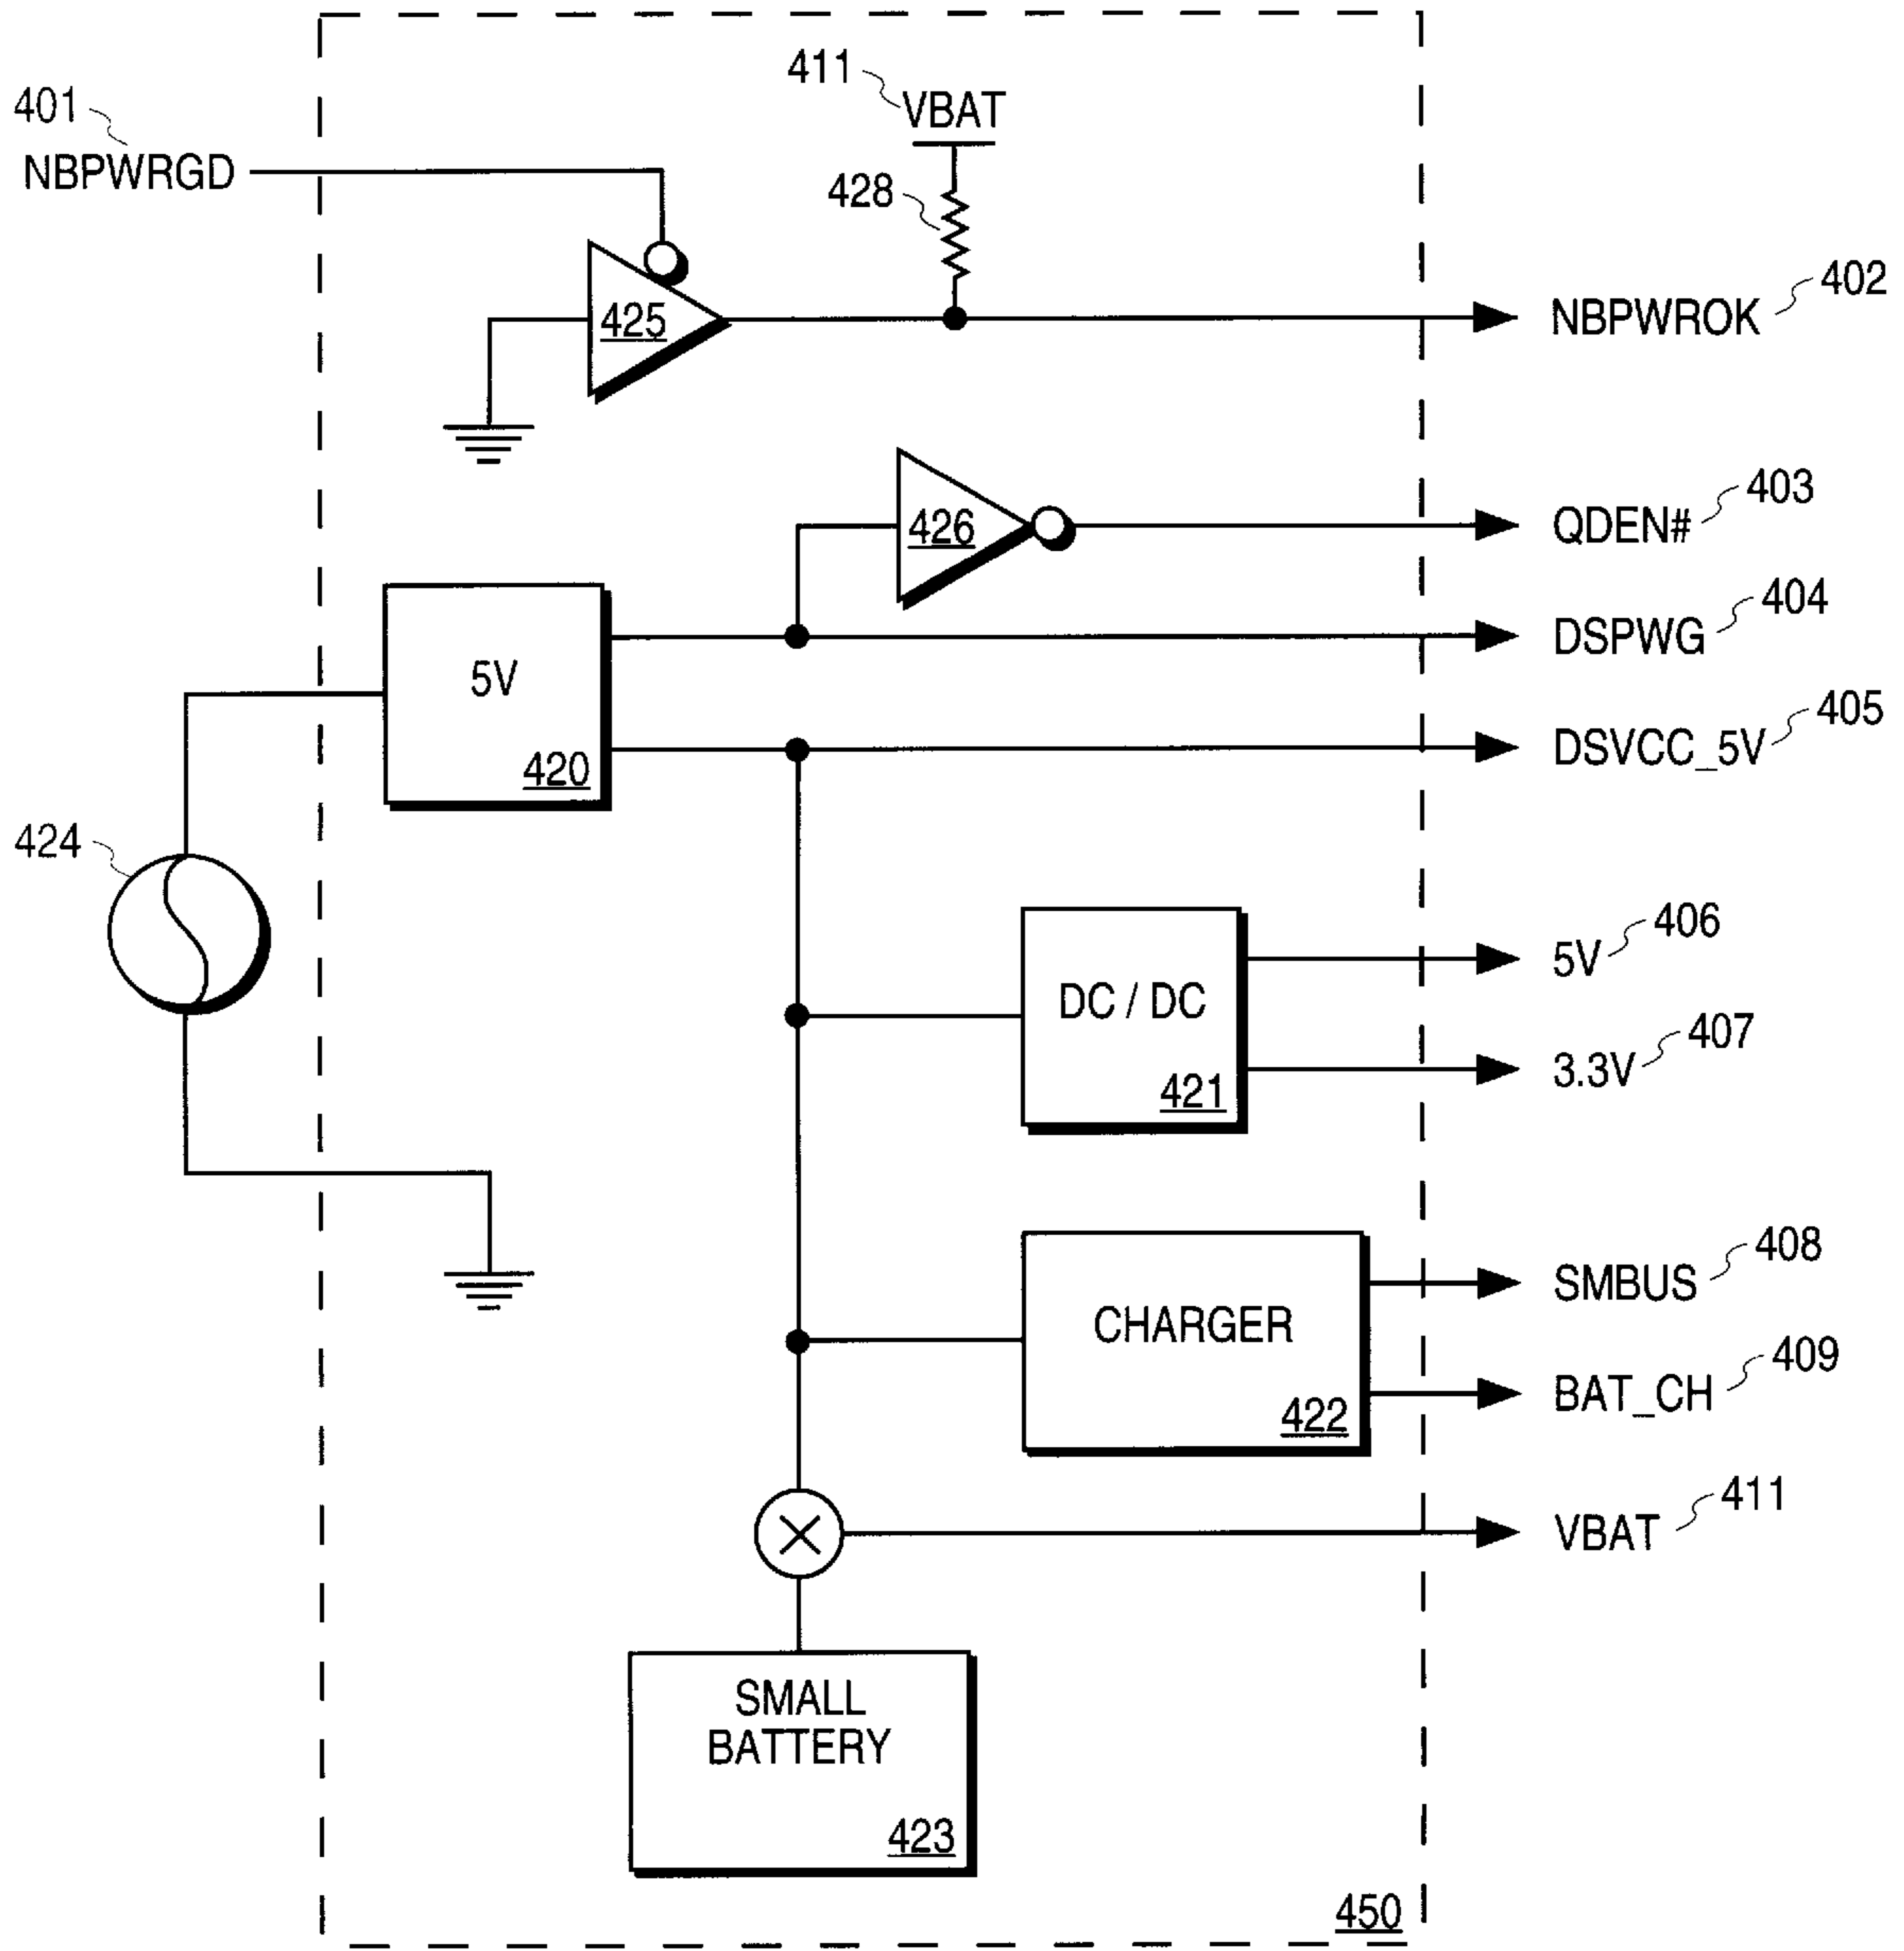 411
VBAT
401
NBPWRGD
428
425
NBPWROK 402
426
QDEN# 403
DSPWG 404
5V
420
DSVCC_5V 405
424
5V 406
DC / DC
421
3.3V 407
SMBUS 408
CHARGER
422
BAT_CH 409
VBAT 411
SMALL
BATTERY
423
450